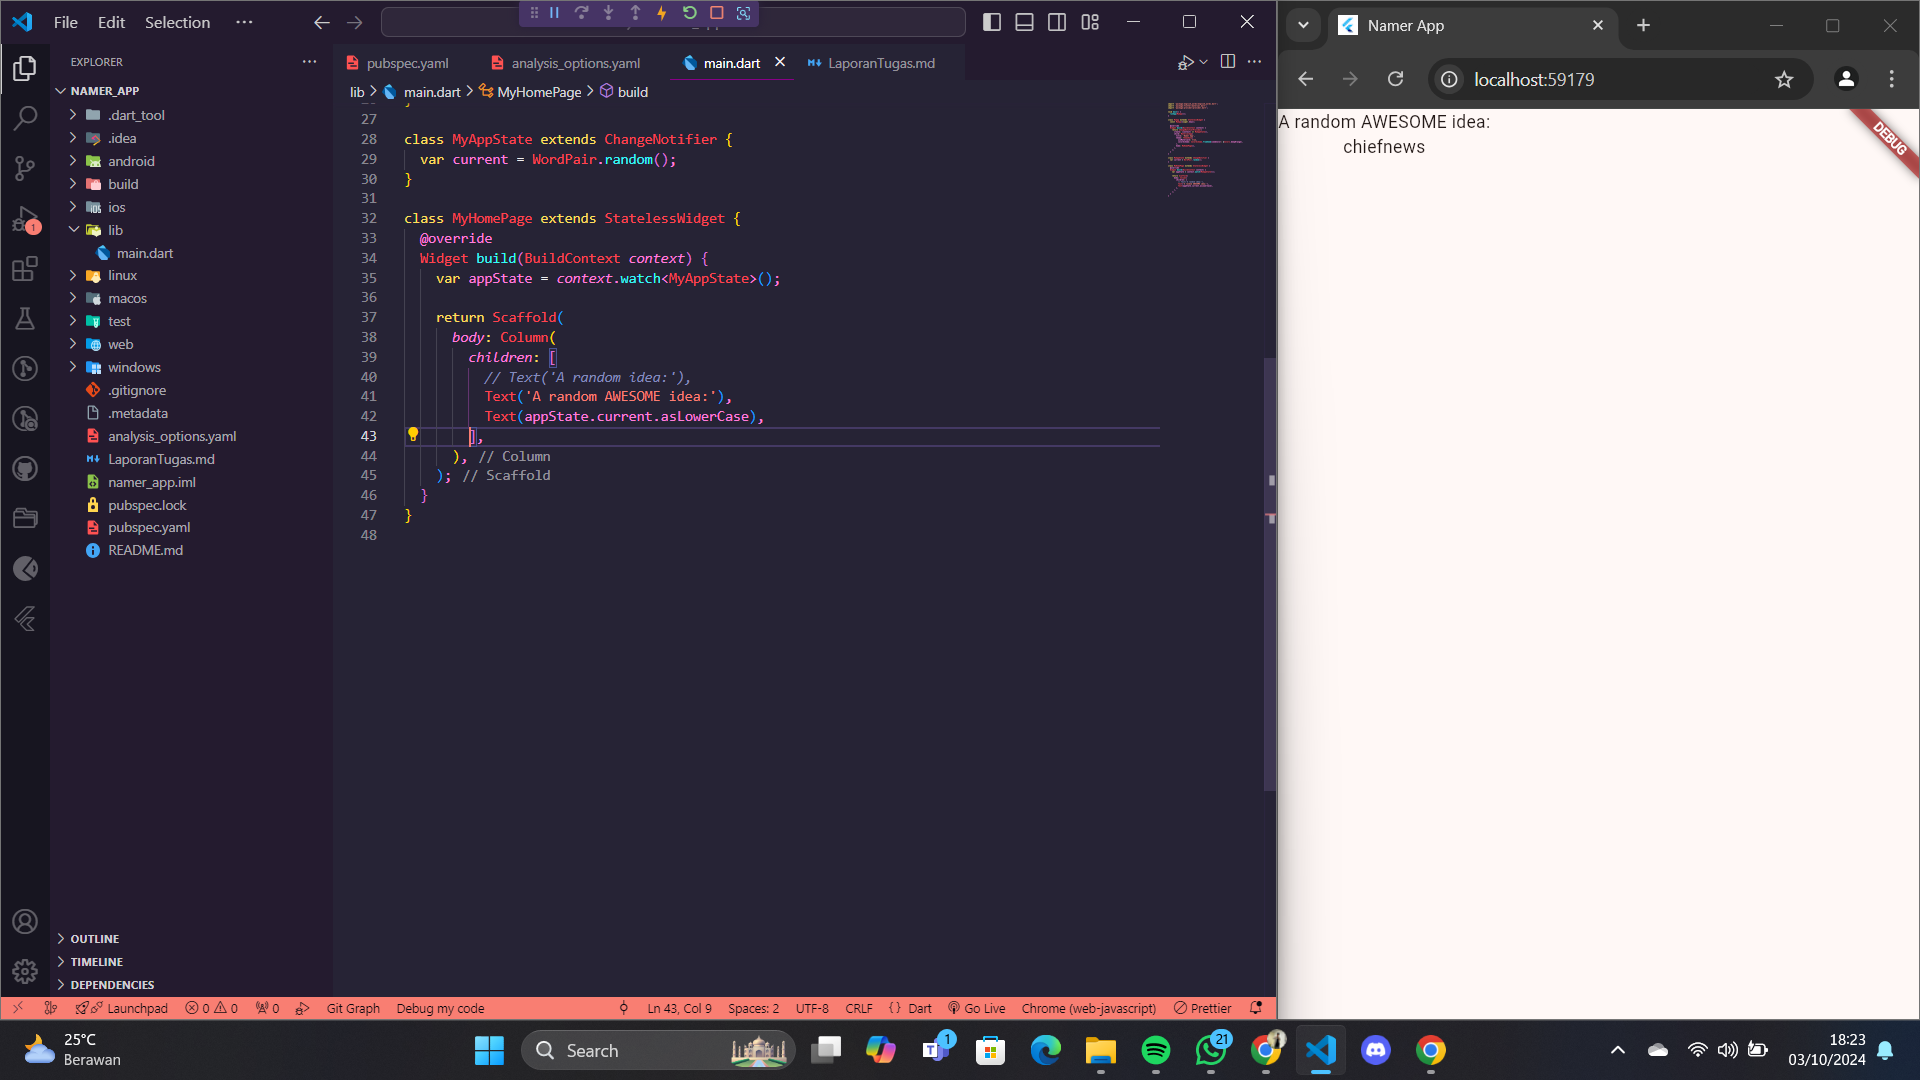 File Edit Selection ···
EXPLORER
NAMER_APP
.dart_tool
.idea
android
build
ios
lib
main.dart
linux
macos
test
web
windows
.gitignore
.metadata
analysis_options.yaml
LaporanTugas.md
namer_app.iml
pubspec.lock
pubspec.yaml
README.md
OUTLINE
TIMELINE
DEPENDENCIES
pubspec.yaml analysis_options.yaml main.dart LaporanTugas.md
lib > main.dart > MyHomePage > build
27
28 class MyAppState extends ChangeNotifier {
29 var current = WordPair.random();
30 }
31
32 class MyHomePage extends StatelessWidget {
33 @override
34 Widget build(BuildContext context) {
35 var appState = context.watch<MyAppState>();
36
37 return Scaffold(
38 body: Column(
39 children: [
40 // Text('A random idea:'),
41 Text('A random AWESOME idea:'),
42 Text(appState.current.asLowerCase),
43 ],
44 ), // Column
45 ); // Scaffold
46 }
47 }
48
1
Launchpad 0 0 0 Git Graph Debug my code Ln 43, Col 9 Spaces: 2 UTF-8 CRLF { } Dart Go Live Chrome (web-javascript) Prettier
Namer App
localhost:59179
A random AWESOME idea:
chiefnews
DEBUG
25°C
Berawan
Search
1
21
18:23
03/10/2024